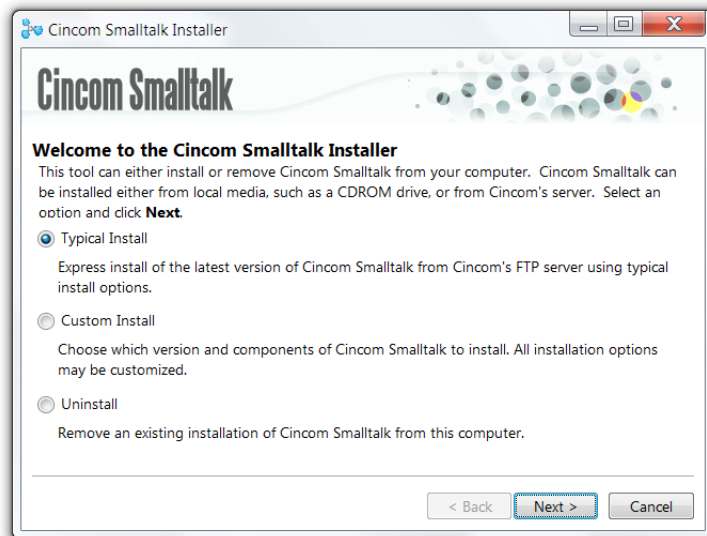 Cincom Smalltalk Installer
Cincom Smalltalk
Welcome to the Cincom Smalltalk Installer
This tool can either install or remove Cincom Smalltalk from your computer. Cincom Smalltalk can
be installed either from local media, such as a CDROM drive, or from Cincom's server. Select an
option and click Next.
Typical Install
Express install of the latest version of Cincom Smalltalk from Cincom's FTP server using typical
install options.
Custom Install
Choose which version and components of Cincom Smalltalk to install. All installation options
may be customized.
Uninstall
Remove an existing installation of Cincom Smalltalk from this computer.
< Back Next > Cancel